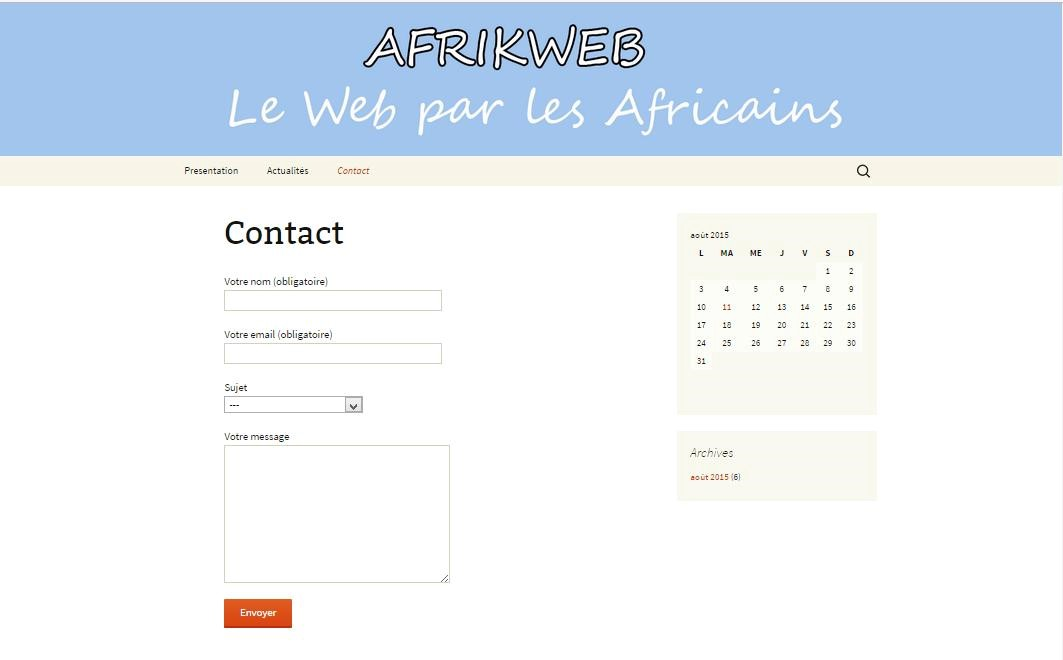 AFRIKWEB
Le Web par les Africains
Presentation Actualités Contact
Contact
Votre nom (obligatoire)
Votre email (obligatoire)
Sujet
---
Votre message
Envoyer
août 2015
L MA ME J V S D
1 2
3 4 5 6 7 8 9
10 11 12 13 14 15 16
17 18 19 20 21 22 23
24 25 26 27 28 29 30
31
Archives
août 2015 (6)